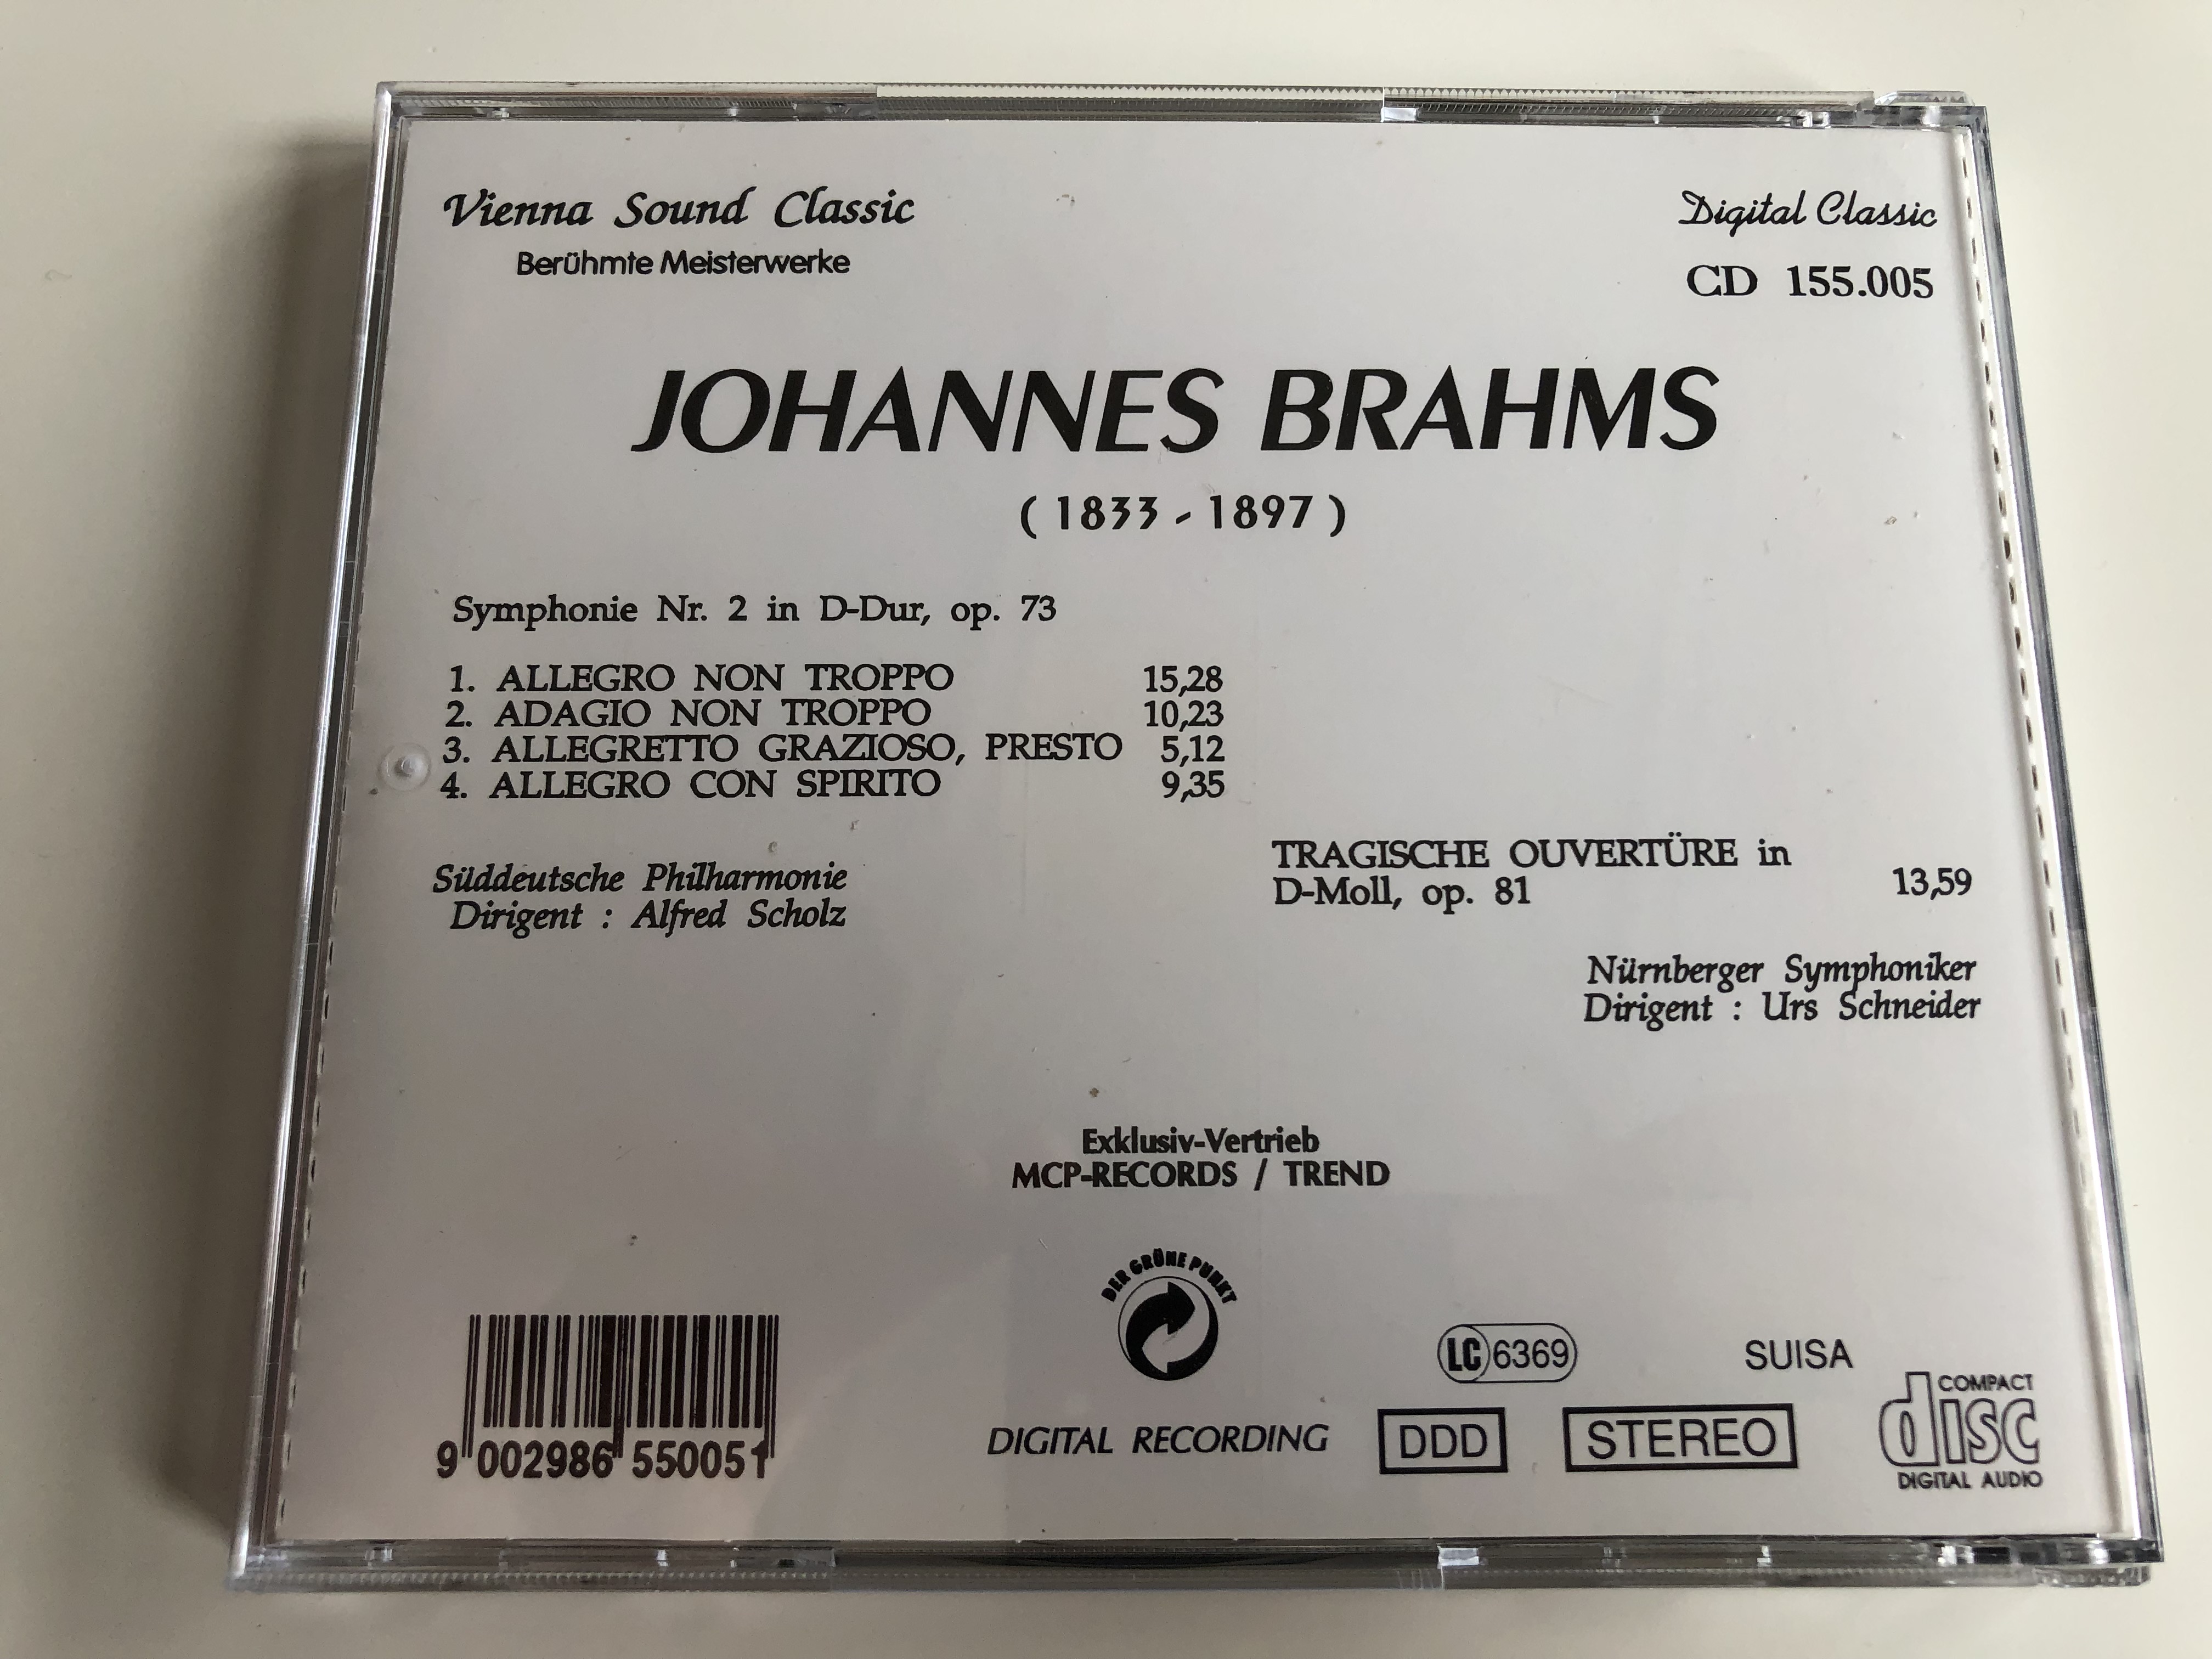 Vienna Sound Classic
Berühmte Meisterwerke
Digital Classic
CD 155.005
JOHANNES BRAHMS
( 1833 - 1897 )
Symphonie Nr. 2 in D-Dur, op. 73
1. ALLEGRO NON TROPPO 15,28
2. ADAGIO NON TROPPO 10,23
3. ALLEGRETTO GRAZIOSO, PRESTO 5,12
4. ALLEGRO CON SPIRITO 9,35
Süddeutsche Philharmonie
Dirigent : Alfred Scholz
TRAGISCHE OUVERTÜRE in
D-Moll, op. 81 13,59
Nürnberger Symphoniker
Dirigent : Urs Schneider
Exklusiv-Vertrieb
MCP-RECORDS / TREND
DER GRÜNE PUNKT
9 002986 550051
DIGITAL RECORDING
LC 6369
SUISA
DDD
STEREO
COMPACT
disc
DIGITAL AUDIO